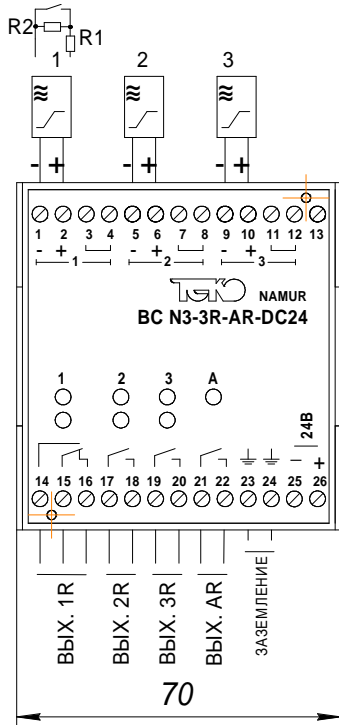 R2 R1
1 2 3
- + - + - +
1 2 3 4 5 6 7 8 9 10 11 12 13
- + - + - +
1 2 3
ТЕКО NAMUR
BC N3-3R-AR-DC24
1 2 3 A
24В
- +
14 15 16 17 18 19 20 21 22 23 24 25 26
ВЫХ. 1R
ВЫХ. 2R
ВЫХ. 3R
ВЫХ. AR
ЗАЗЕМЛЕНИЕ
70